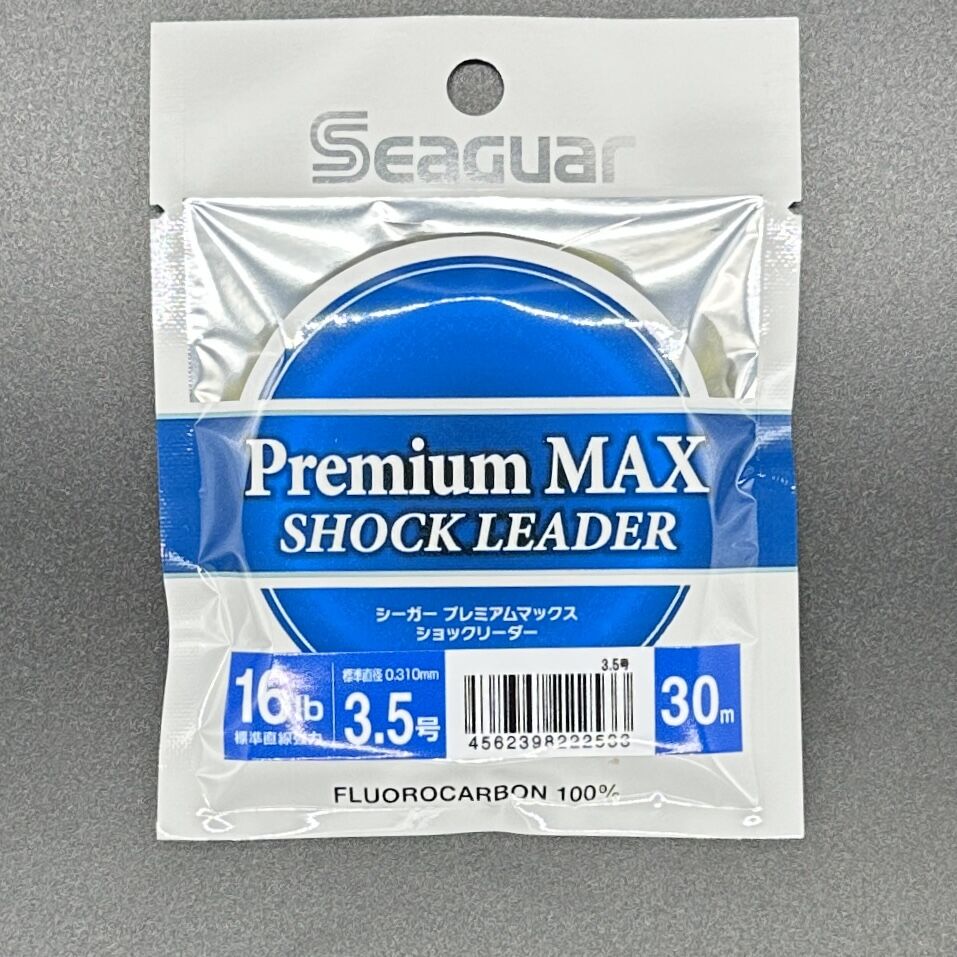 Seaguar
Premium MAX
SHOCK LEADER
シーガー プレミアムマックス
ショックリーダー
16lb
標準直線強力
標準直径 0.310mm
3.5号
3.5号
4562398222533
30m
FLUOROCARBON 100%